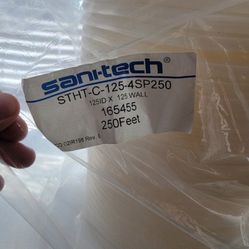 sani-tech®
STHT-C-125-4SP250
.125ID X .125 WALL
165455
250Feet